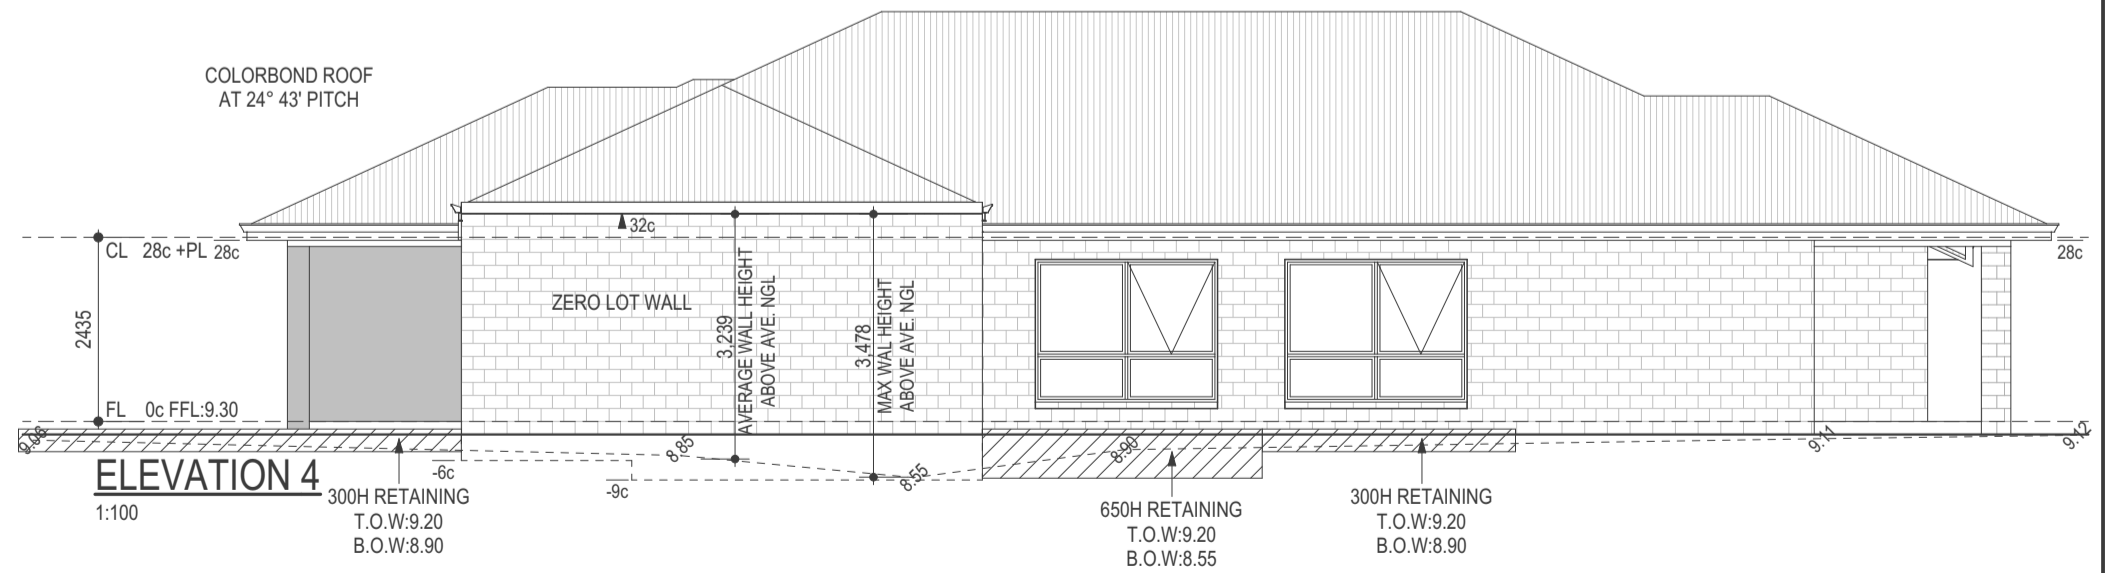 COLORBOND ROOF
AT 24° 43' PITCH
32c
CL 28c +PL 28c
28c
2435
ZERO LOT WALL
3,239
AVERAGE WALL HEIGHT
ABOVE AVE. NGL
3,478
MAX WAL HEIGHT
ABOVE AVE. NGL
FL 0c FFL:9.30
9.06
8.85
8.55
8.90
9.11
9.12
-6c
-9c
ELEVATION 4
1:100
300H RETAINING
T.O.W:9.20
B.O.W:8.90
650H RETAINING
T.O.W:9.20
B.O.W:8.55
300H RETAINING
T.O.W:9.20
B.O.W:8.90